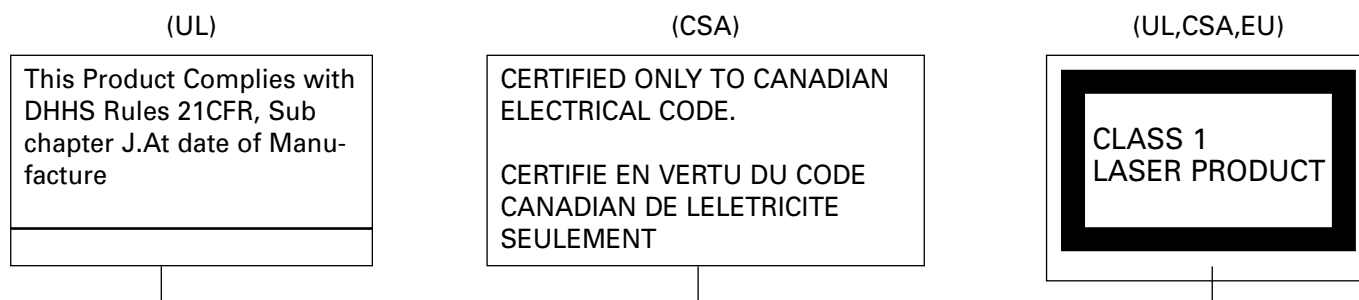 (UL)
This Product Complies with
DHHS Rules 21CFR, Sub
chapter J.At date of Manu-
facture
(CSA)
CERTIFIED ONLY TO CANADIAN
ELECTRICAL CODE.
CERTIFIE EN VERTU DU CODE
CANADIAN DE LELETRICITE
SEULEMENT
(UL,CSA,EU)
CLASS 1
LASER PRODUCT